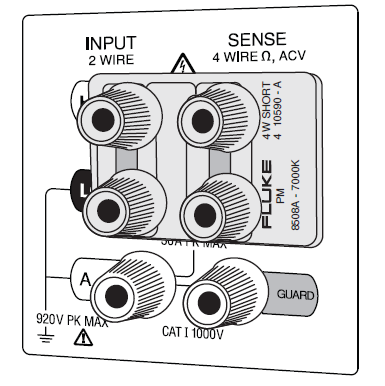 INPUT
2 WIRE
SENSE
4 WIRE Ω, ACV
4 W SHORT
4 10590 - A
FLUKE
PM
8508A - 7000K
L
30A PK MAX
A
GUARD
920V PK MAX
CAT I 1000V